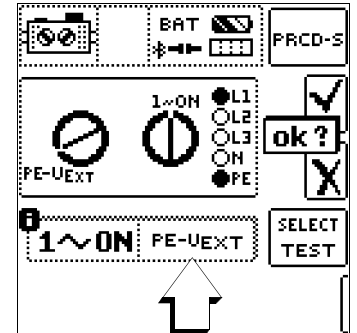 BAT
PRCD-S
1~ON
L1
L2
L3
N
PE
PE-UEXT
ok?
1~ON PE-UEXT
SELECT
TEST